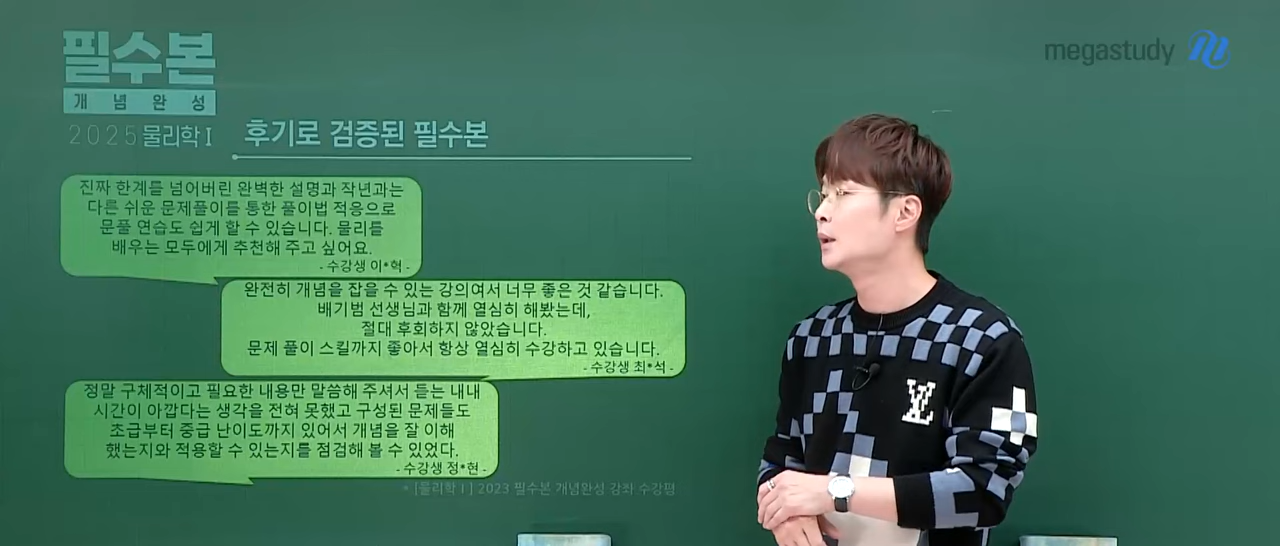 필수본
megastudy
개념완성
2025 물리학 I
후기로 검증된 필수본
진짜 한계를 넘어버린 완벽한 설명과 작년과는
다른 쉬운 문제풀이를 통한 풀이법 적응으로
문풀 연습도 쉽게 할 수 있습니다. 물리를
배우는 모두에게 추천해 주고 싶어요.
- 수강생 이*혁 -
완전히 개념을 잡을 수 있는 강의여서 너무 좋은 것 같습니다.
배기범 선생님과 함께 열심히 해봤는데,
절대 후회하지 않았습니다.
문제 풀이 스킬까지 좋아서 항상 열심히 수강하고 있습니다.
- 수강생 최*석 -
정말 구체적이고 필요한 내용만 말씀해 주셔서 듣는 내내
시간이 아깝다는 생각을 전혀 못했고 구성된 문제들도
초급부터 중급 난이도까지 있어서 개념을 잘 이해
했는지와 적용할 수 있는지를 점검해 볼 수 있었다.
- 수강생 정*현 -
* [물리학 I] 2023 필수본 개념완성 강좌 수강평